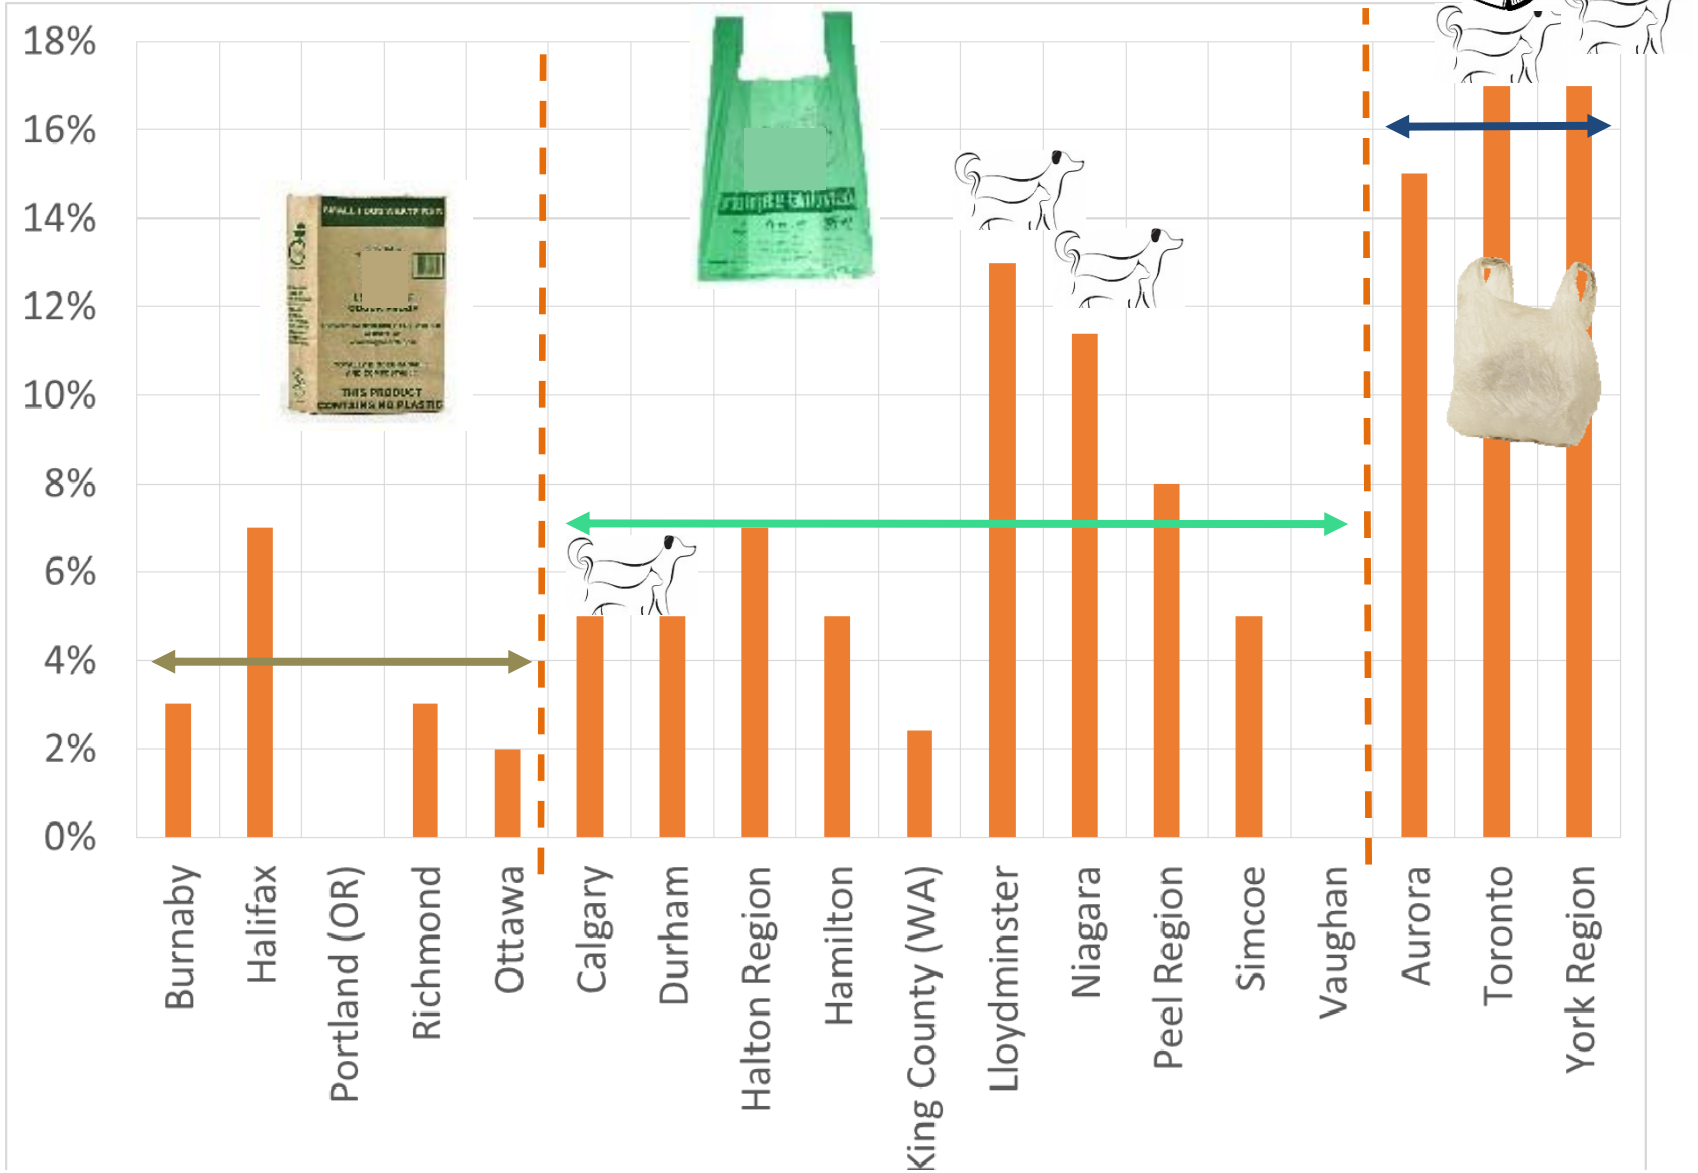 18%
16%
14%
12%
10%
8%
6%
4%
2%
0%
THIS PRODUCT
CONTAINS NO PLASTIC
Burnaby
Halifax
Portland (OR)
Richmond
Ottawa
Calgary
Durham
Halton Region
Hamilton
King County (WA)
Lloydminster
Niagara
Peel Region
Simcoe
Vaughan
Aurora
Toronto
York Region